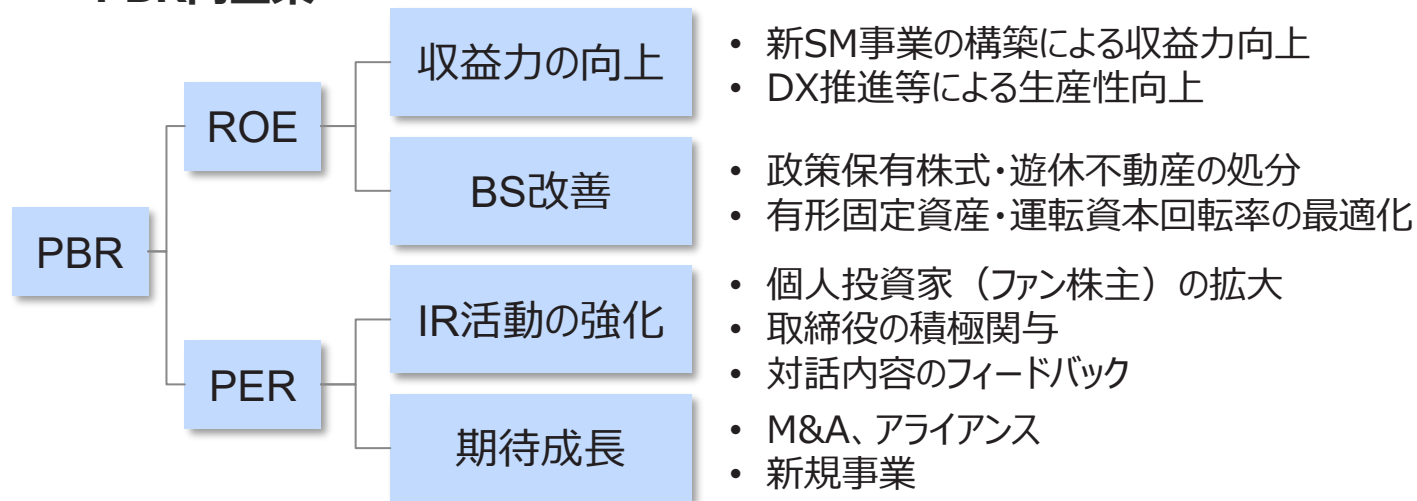 PBR
ROE
PER
収益力の向上
• 新SM事業の構築による収益力向上
• DX推進等による生産性向上
BS改善
• 政策保有株式・遊休不動産の処分
• 有形固定資産・運転資本回転率の最適化
IR活動の強化
• 個人投資家（ファン株主）の拡大
• 取締役の積極関与
• 対話内容のフィードバック
期待成長
• M&A、アライアンス
• 新規事業